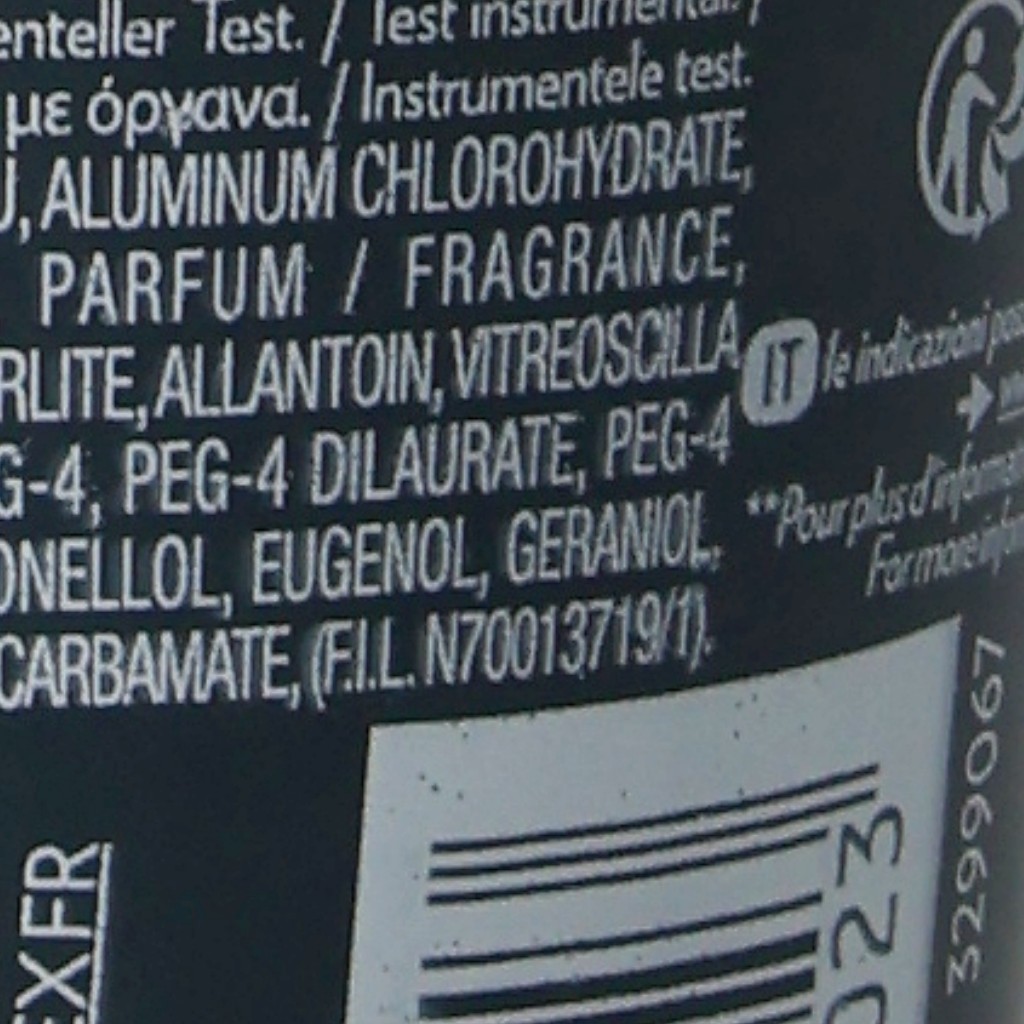 enteller Test. / Test instrumental. /
με όργανα. / Instrumentele test.
U, ALUMINUM CHLOROHYDRATE,
PARFUM / FRAGRANCE,
RLITE, ALLANTOIN, VITREOSCILLA
G-4, PEG-4 DILAURATE, PEG-4
ONELLOL, EUGENOL, GERANIOL,
CARBAMATE, (F.I.L. N70013719/1).
IT le indicazioni
**Pour plus d'informat
For more
EXFR
023
3299067